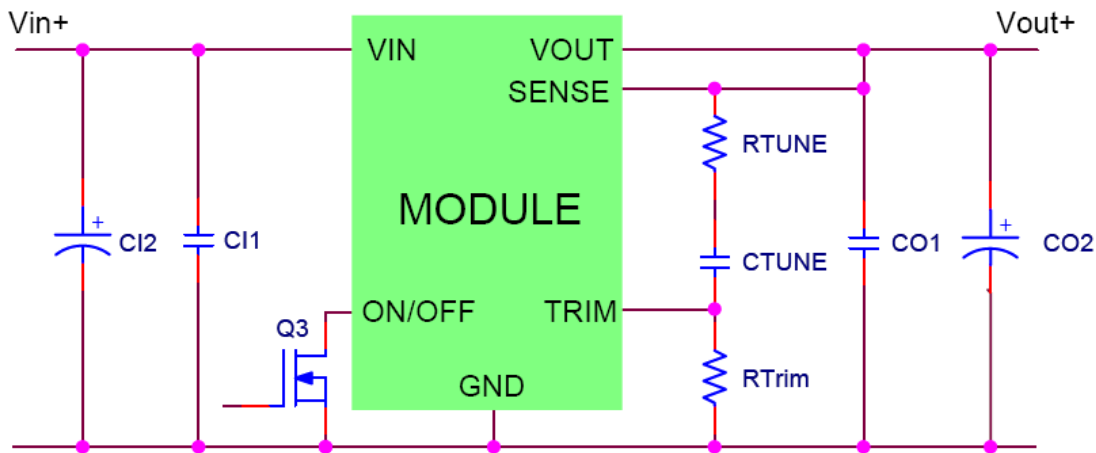 Vin+
Vout+
VIN
VOUT
SENSE
RTUNE
MODULE
CI2
CI1
CTUNE
CO1
CO2
ON/OFF
TRIM
Q3
GND
RTrim
+
+